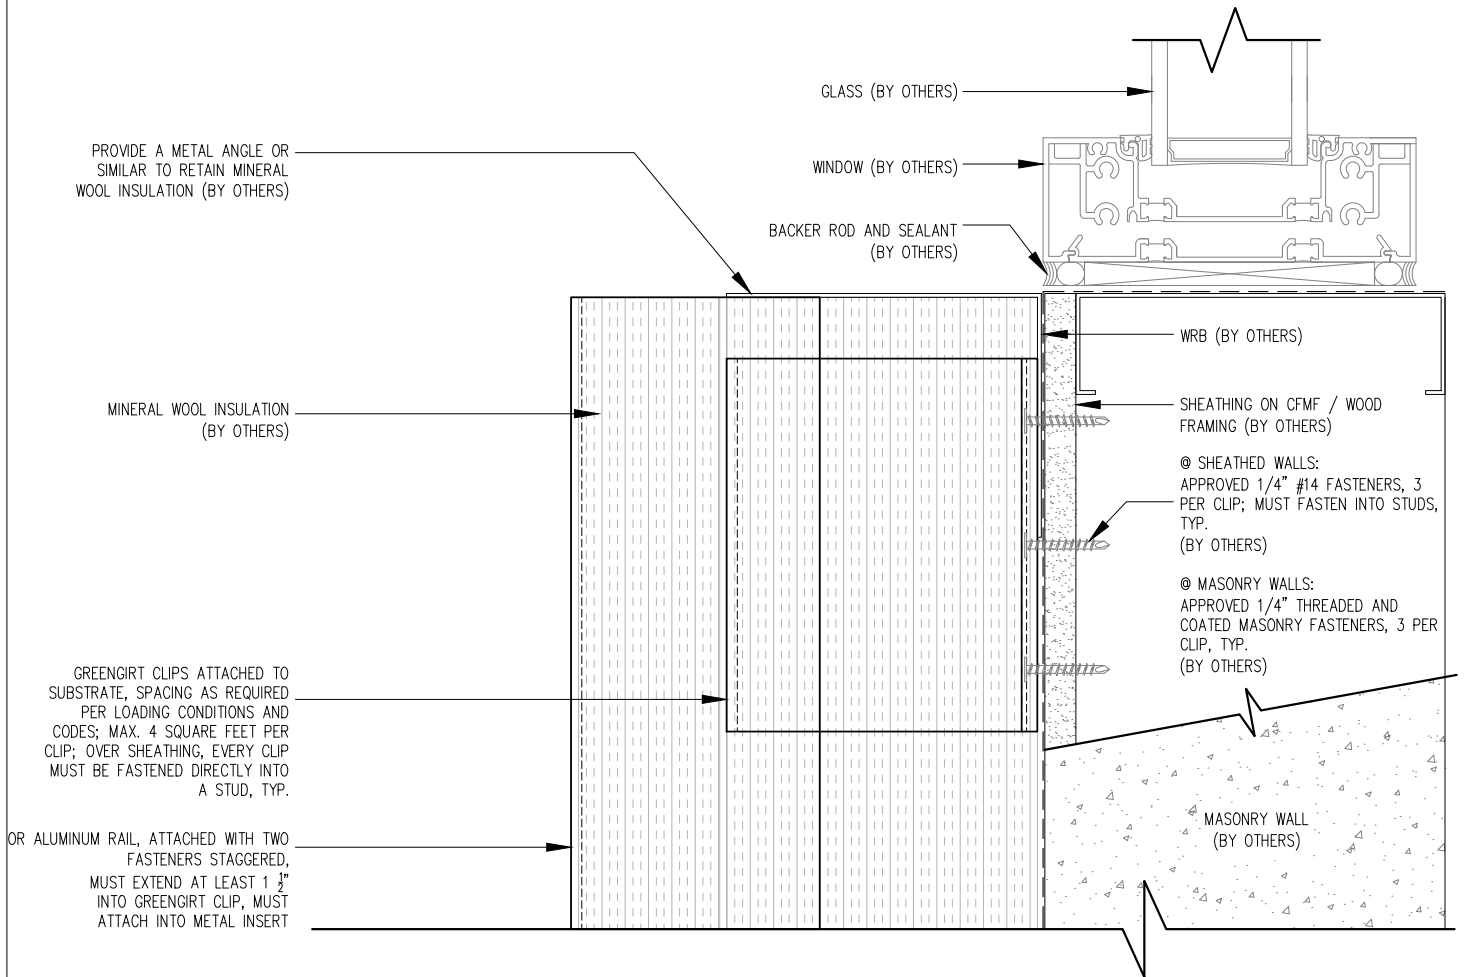 GLASS (BY OTHERS)
PROVIDE A METAL ANGLE OR
SIMILAR TO RETAIN MINERAL
WOOL INSULATION (BY OTHERS)
WINDOW (BY OTHERS)
BACKER ROD AND SEALANT
(BY OTHERS)
WRB (BY OTHERS)
MINERAL WOOL INSULATION
(BY OTHERS)
SHEATHING ON CFMF / WOOD
FRAMING (BY OTHERS)
@ SHEATHED WALLS:
APPROVED 1/4" #14 FASTENERS, 3
PER CLIP; MUST FASTEN INTO STUDS,
TYP.
(BY OTHERS)
@ MASONRY WALLS:
APPROVED 1/4" THREADED AND
COATED MASONRY FASTENERS, 3 PER
CLIP, TYP.
(BY OTHERS)
GREENGIRT CLIPS ATTACHED TO
SUBSTRATE, SPACING AS REQUIRED
PER LOADING CONDITIONS AND
CODES; MAX. 4 SQUARE FEET PER
CLIP; OVER SHEATHING, EVERY CLIP
MUST BE FASTENED DIRECTLY INTO
A STUD, TYP.
OR ALUMINUM RAIL, ATTACHED WITH TWO
FASTENERS STAGGERED,
MUST EXTEND AT LEAST 1 1/2"
INTO GREENGIRT CLIP, MUST
ATTACH INTO METAL INSERT
MASONRY WALL
(BY OTHERS)